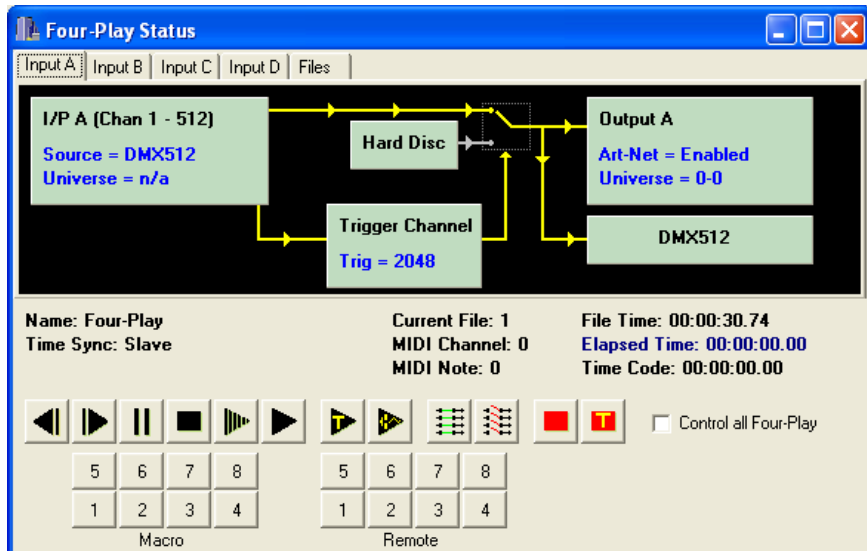 Four-Play Status
Input A Input B Input C Input D Files
I/P A (Chan 1 - 512)
Source = DMX512
Universe = n/a
Hard Disc
Trigger Channel
Trig = 2048
Output A
Art-Net = Enabled
Universe = 0-0
DMX512
Name: Four-Play
Time Sync: Slave
Current File: 1
MIDI Channel: 0
MIDI Note: 0
File Time: 00:00:30.74
Elapsed Time: 00:00:00.00
Time Code: 00:00:00.00
T T
Control all Four-Play
5 6 7 8
1 2 3 4
Macro
5 6 7 8
1 2 3 4
Remote